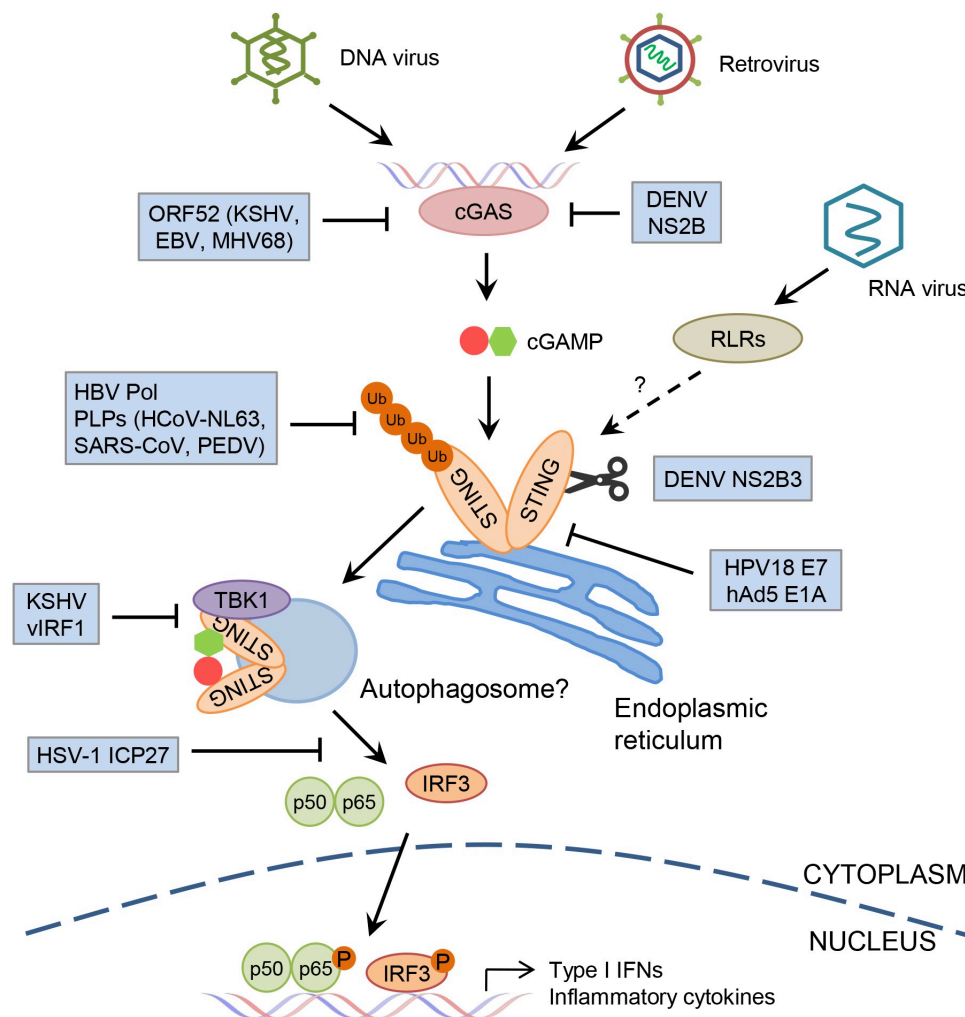 DNA virus
Retrovirus
ORF52 (KSHV,
EBV, MHV68)
cGAS
DENV
NS2B
RNA virus
cGAMP
RLRs
?
HBV Pol
PLPs (HCoV-NL63,
SARS-CoV, PEDV)
Ub
Ub
Ub
Ub
STING
STING
DENV NS2B3
HPV18 E7
hAd5 E1A
KSHV
vIRF1
TBK1
STING
STING
Autophagosome?
Endoplasmic
reticulum
HSV-1 ICP27
p50
p65
IRF3
CYTOPLASM
NUCLEUS
p50
p65
P
IRF3
P
Type I IFNs
Inflammatory cytokines